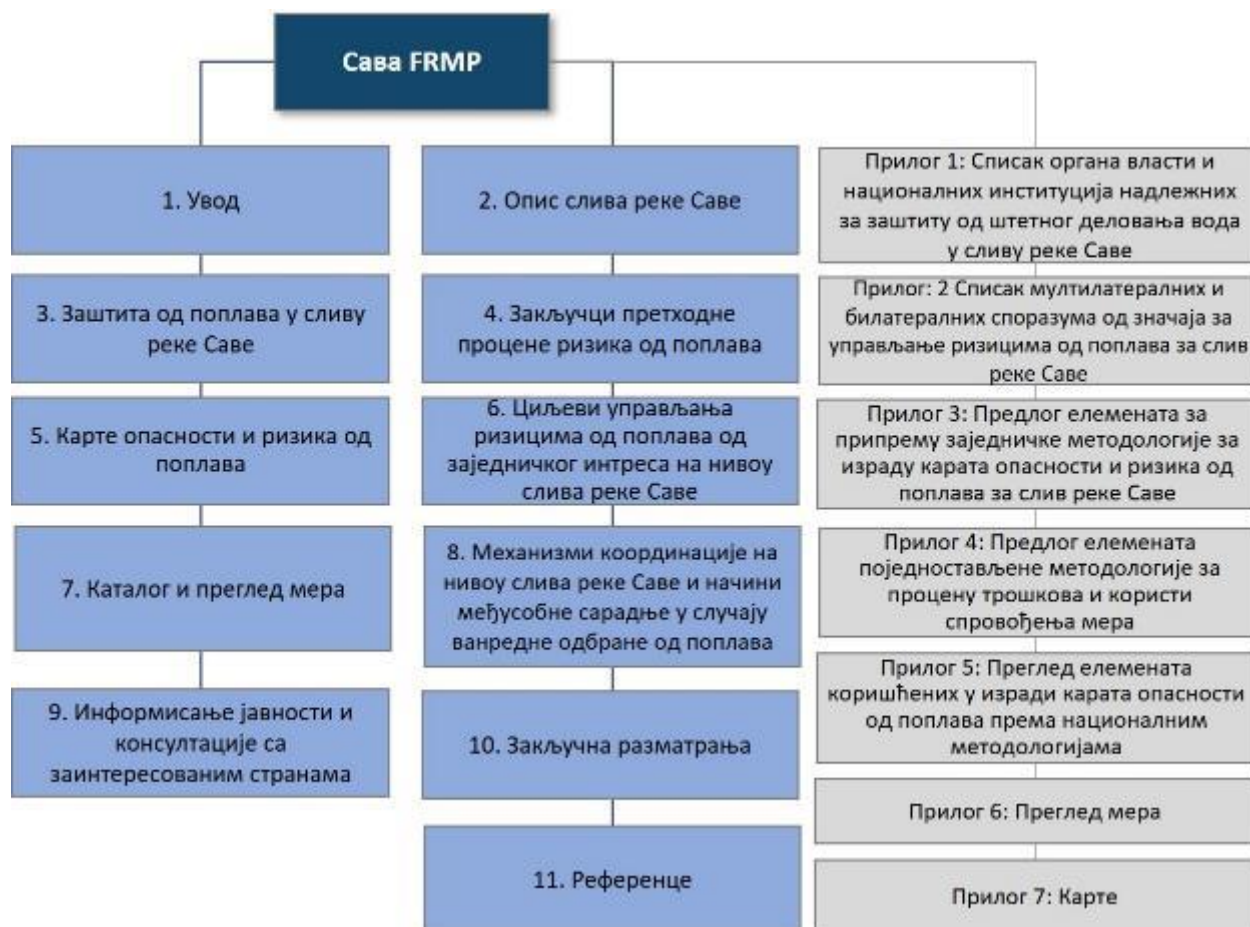 Сава FRMP
1. Увод
2. Опис слива реке Саве
3. Заштита од поплава у сливу
реке Саве
4. Закључци претходне
процене ризика од поплава
5. Карте опасности и ризика од
поплава
6. Циљеви управљања
ризицима од поплава од
заједничког интреса на нивоу
слива реке Саве
7. Каталог и преглед мера
8. Механизми координације на
нивоу слива реке Саве и начини
међусобне сарадње у случају
ванредне одбране од поплава
9. Информисање јавности и
консултације са
заинтересованим странама
10. Закључна разматрања
11. Референце
Прилог 1: Списак органа власти и
националних институција надлежних
за заштиту од штетног деловања вода
у сливу реке Саве
Прилог: 2 Списак мултилатералних и
билатералних споразума од значаја за
управљање ризицима од поплава за слив
реке Саве
Прилог 3: Предлог елемената за
припрему заједничке методологије за
израду карата опасности и ризика од
поплава за слив реке Саве
Прилог 4: Предлог елемената
поједностављене методологије за
процену трошкова и користи
спровођења мера
Прилог 5: Преглед елемената
коришћених у изради карата опасности
од поплава према националним
методологијама
Прилог 6: Преглед мера
Прилог 7: Карте